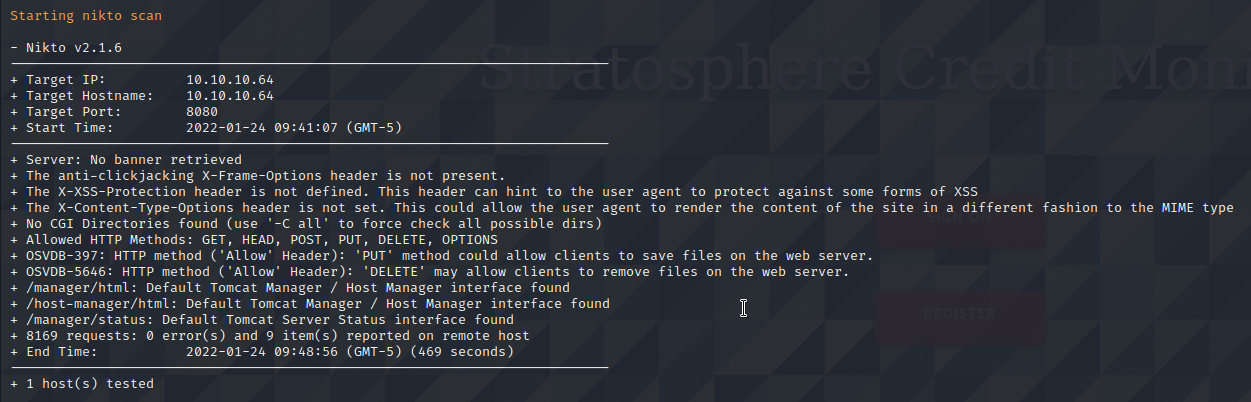 Starting nikto scan
- Nikto v2.1.6
+ Target IP: 10.10.10.64
+ Target Hostname: 10.10.10.64
+ Target Port: 8080
+ Start Time: 2022-01-24 09:41:07 (GMT-5)
+ Server: No banner retrieved
+ The anti-clickjacking X-Frame-Options header is not present.
+ The X-XSS-Protection header is not defined. This header can hint to the user agent to protect against some forms of XSS
+ The X-Content-Type-Options header is not set. This could allow the user agent to render the content of the site in a different fashion to the MIME type
+ No CGI Directories found (use '-C all' to force check all possible dirs)
+ Allowed HTTP Methods: GET, HEAD, POST, PUT, DELETE, OPTIONS
+ OSVDB-397: HTTP method ('Allow' Header): 'PUT' method could allow clients to save files on the web server.
+ OSVDB-5646: HTTP method ('Allow' Header): 'DELETE' may allow clients to remove files on the web server.
+ /manager/html: Default Tomcat Manager / Host Manager interface found
+ /host-manager/html: Default Tomcat Manager / Host Manager interface found
+ /manager/status: Default Tomcat Server Status interface found
+ 8169 requests: 0 error(s) and 9 item(s) reported on remote host
+ End Time: 2022-01-24 09:48:56 (GMT-5) (469 seconds)
+ 1 host(s) tested
Stratosphere Credit Moni
REGISTER